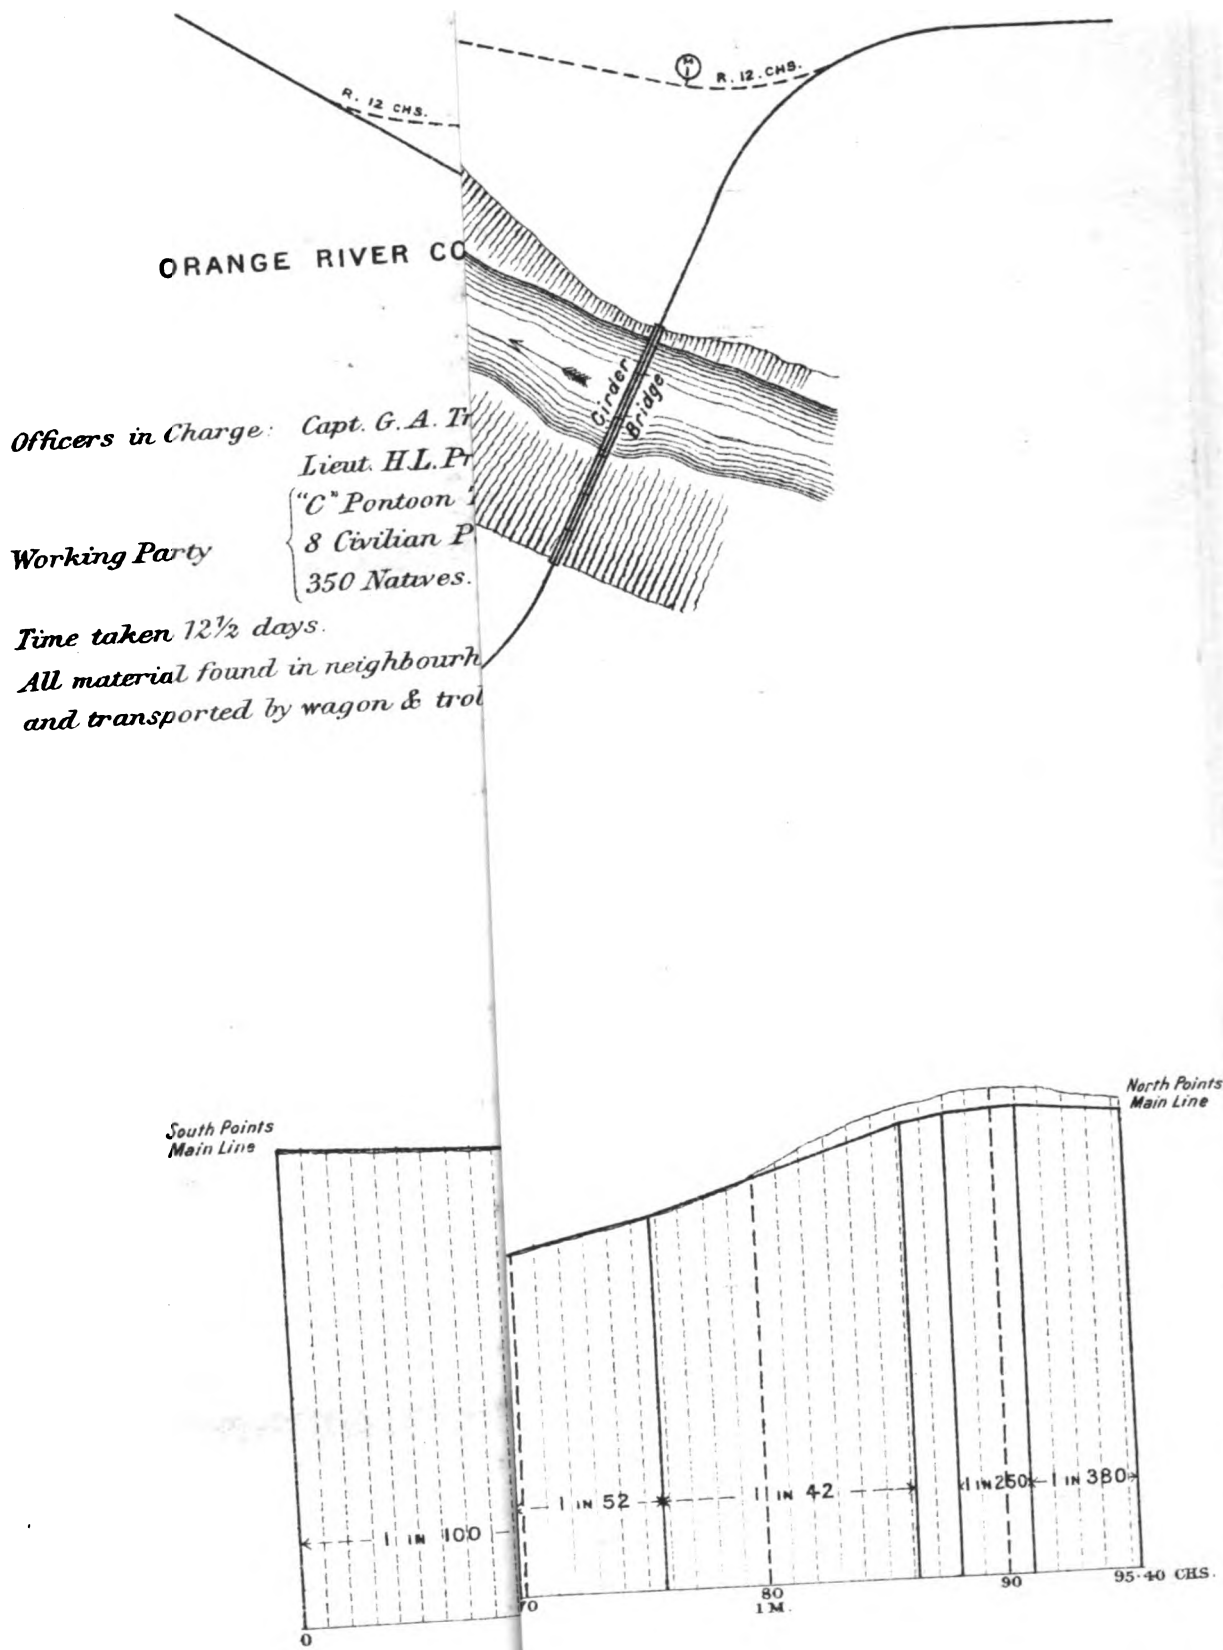 M
1
R. 12. CHS.
R. 12 CHS.
ORANGE RIVER CO
Girder
Bridge
Officers in Charge: Capt. G. A. Tr
Lieut. H.L. Pr
"C" Pontoon
Working Party
8 Civilian P
350 Natives.
Time taken 12½ days.
All material found in neighbourh
and transported by wagon & trol
North Points
Main Line
South Points
Main Line
1 IN 100
1 IN 52
1 IN 42
1 IN 250
1 IN 380
0
70
80
1 M.
90
95·40 CHS.